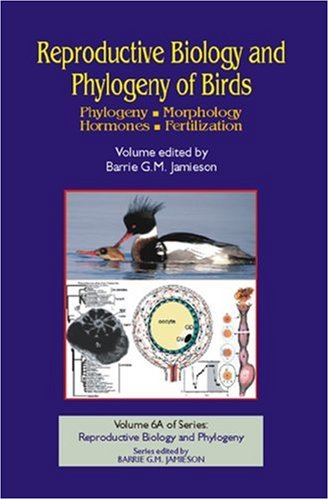 Reproductive Biology and
Phylogeny of Birds
Phylogeny ■ Morphology
Hormones ■ Fertilization
Volume edited by
Barrie G.M. Jamieson
oocyte
Volume 6A of Series:
Reproductive Biology and Phylogeny
Series edited by
BARRIE G.M. JAMIESON